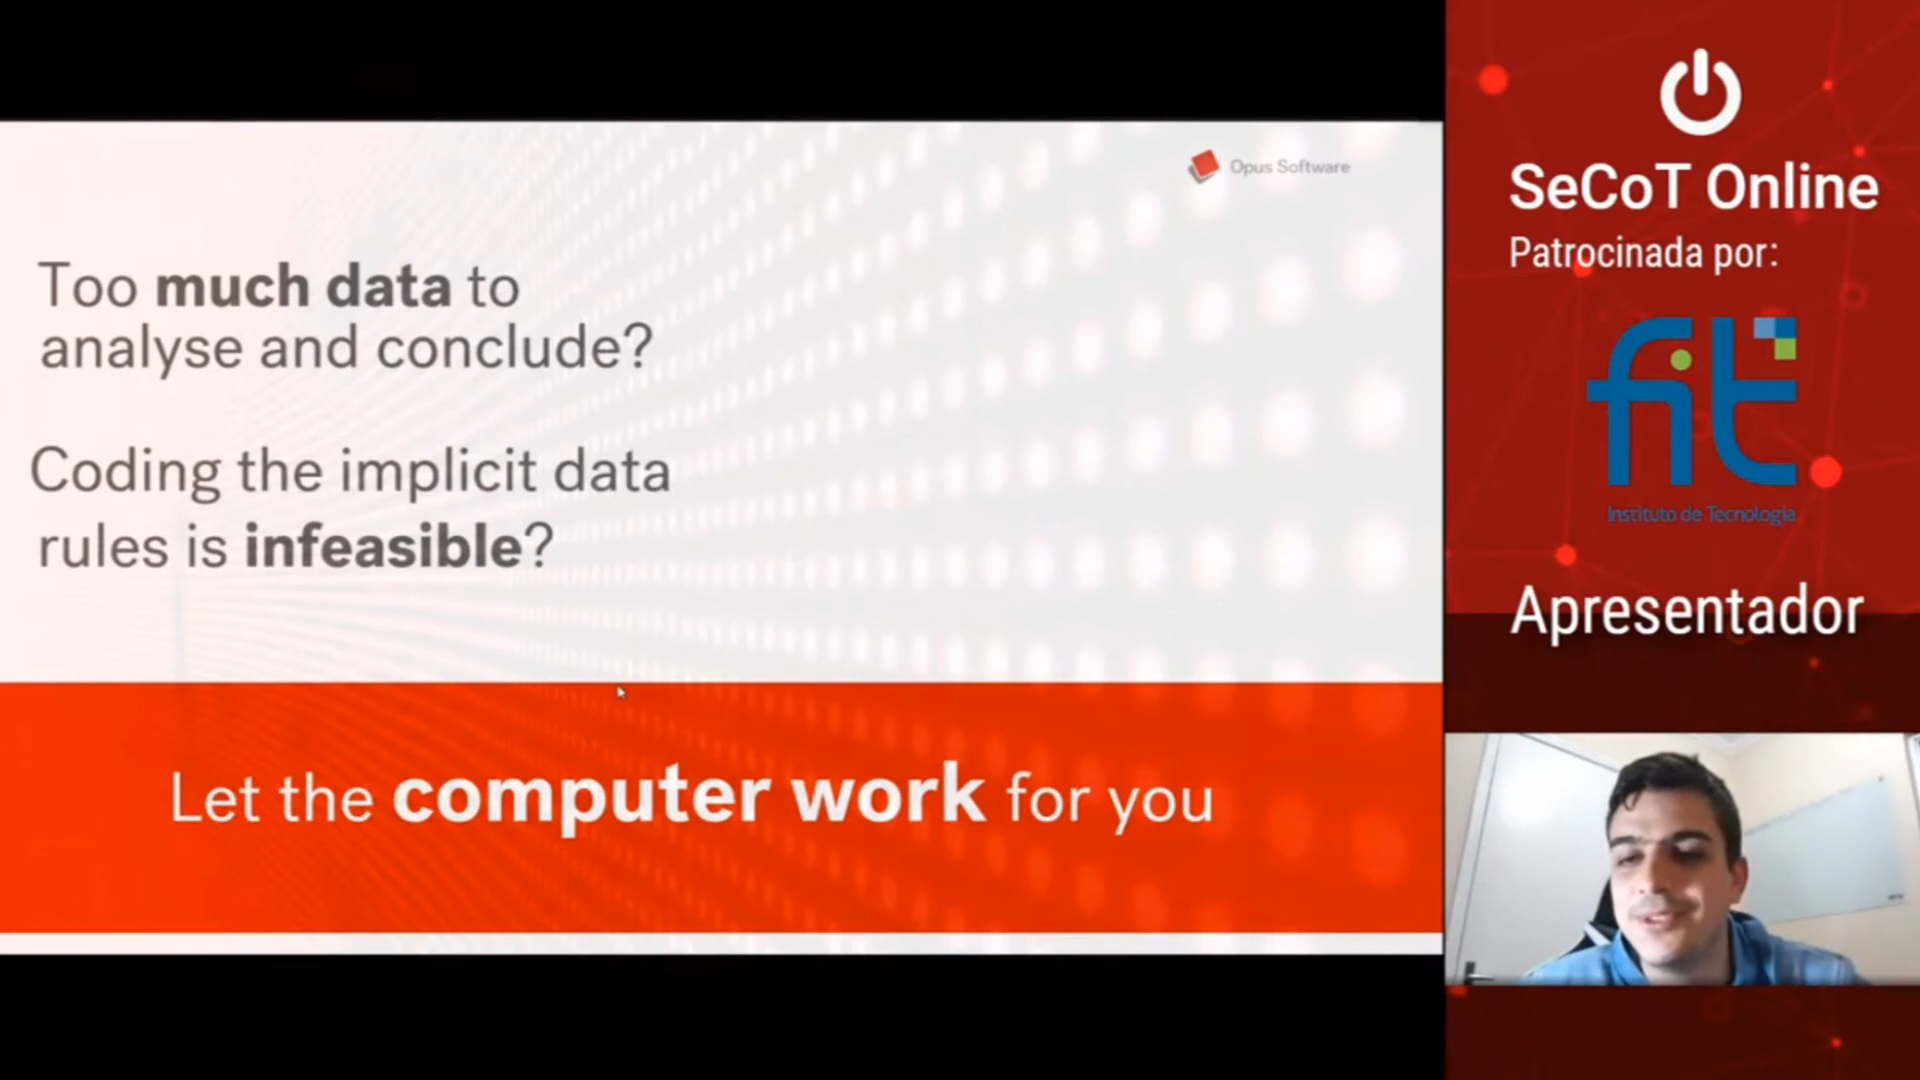 Opus Software
Too much data to
analyse and conclude?
Coding the implicit data
rules is infeasible?
Let the computer work for you
SeCoT Online
Patrocinada por:
fit
Instituto de Tecnologia
Apresentador